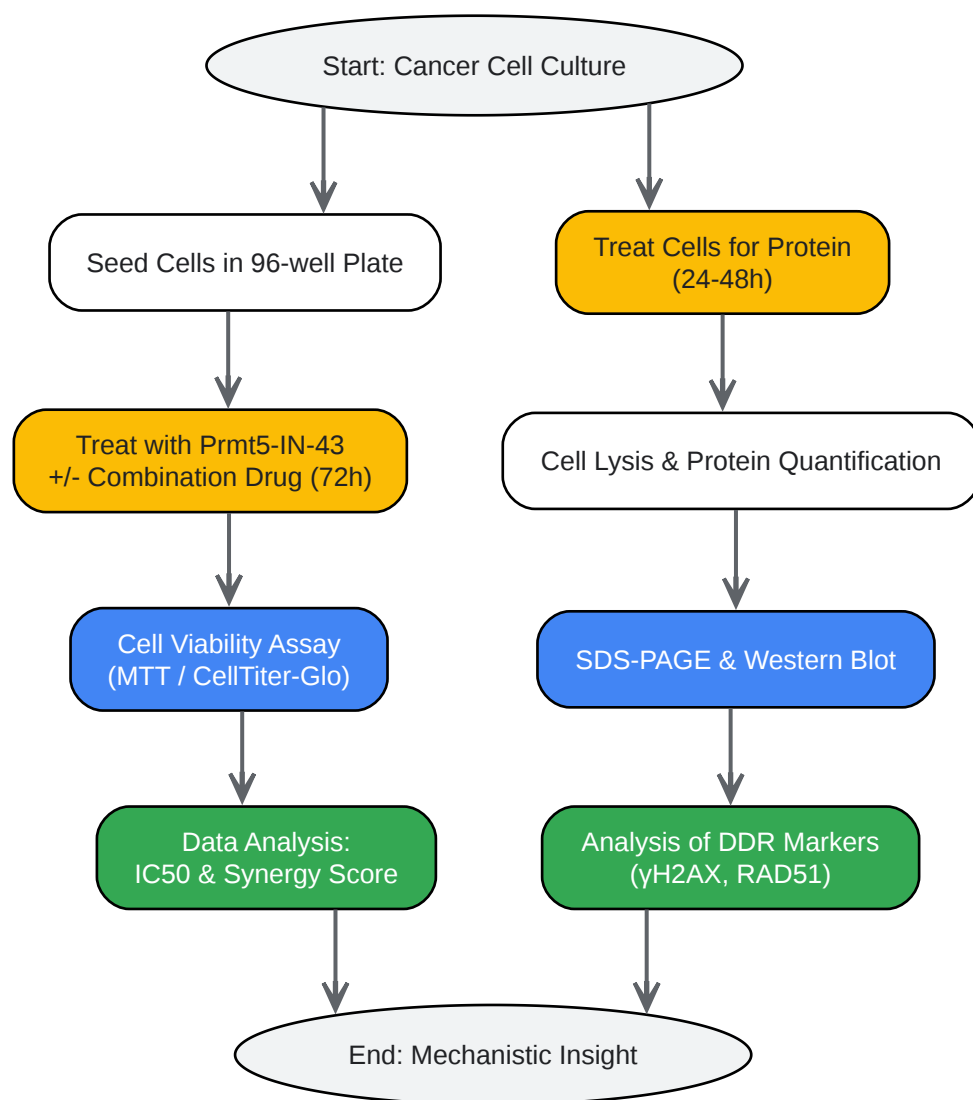 Start: Cancer Cell Culture
Seed Cells in 96-well Plate
Treat with Prmt5-IN-43
+/- Combination Drug (72h)
Cell Viability Assay
(MTT / CellTiter-Glo)
Data Analysis:
IC50 & Synergy Score
Treat Cells for Protein
(24-48h)
Cell Lysis & Protein Quantification
SDS-PAGE & Western Blot
Analysis of DDR Markers
(γH2AX, RAD51)
End: Mechanistic Insight